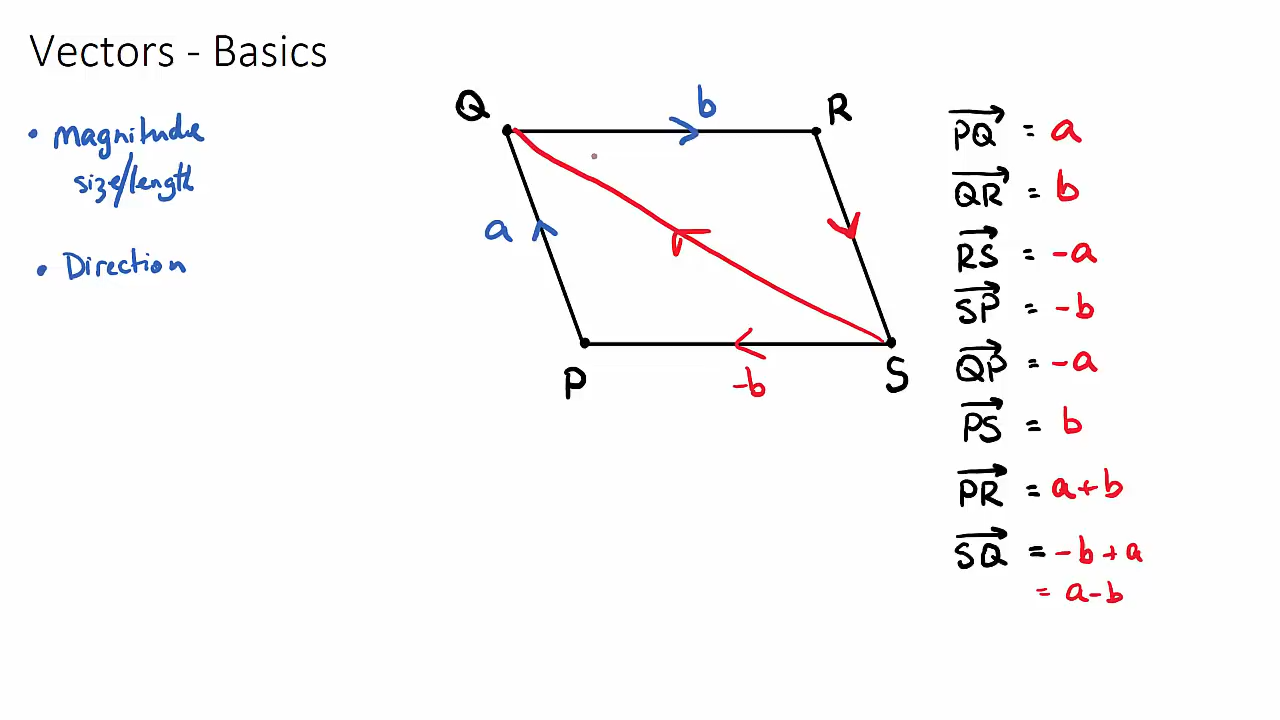 Vectors - Basics
• Magnitude
size/length
• Direction
Q
b
R
a
P
-b
S
PQ = a
QR = b
RS = -a
SP = -b
QP = -a
PS = b
PR = a+b
SQ = -b+a
= a-b